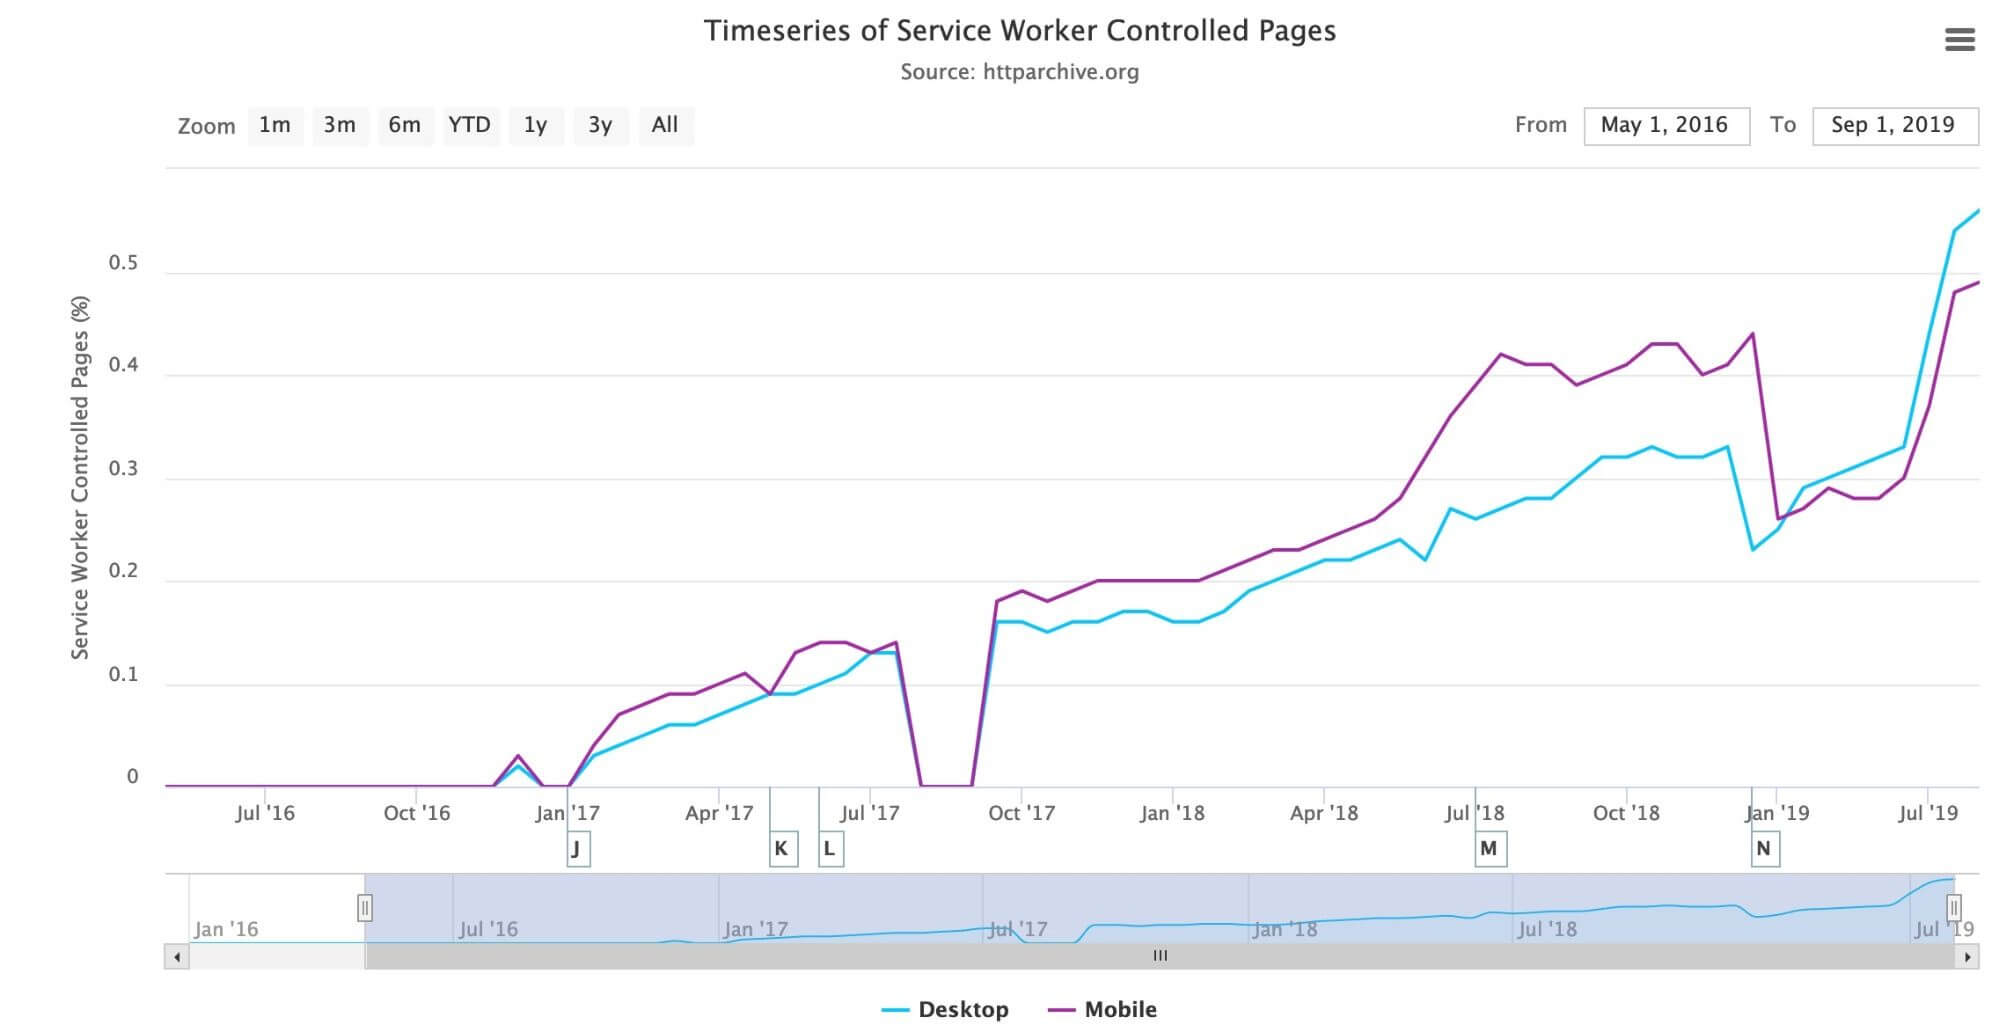 Timeseries of Service Worker Controlled Pages
Source: httparchive.org
Zoom 1m 3m 6m YTD 1y 3y All From May 1, 2016 To Sep 1, 2019
Service Worker Controlled Pages (%)
0.5
0.4
0.3
0.2
0.1
0
Jul '16 Oct '16 Jan '17 Apr '17 Jul '17 Oct '17 Jan '18 Apr '18 Jul '18 Oct '18 Jan '19 Jul '19
J K L M N
Jan '16 Jul '16 Jan '17 Jul '17 Jan '18 Jul '18 Jul '19
Desktop Mobile